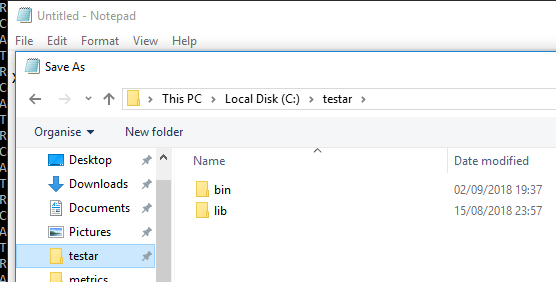 Untitled - Notepad
File Edit Format View Help
Save As
This PC > Local Disk (C:) > testar >
Organise New folder
Name Date modified
Desktop
Downloads
Documents
Pictures
testar
metrics
bin 02/09/2018 19:37
lib 15/08/2018 23:57
R
C
A
T
R
C
A
T
R
C
A
T
R
C
A
T
R
C
A